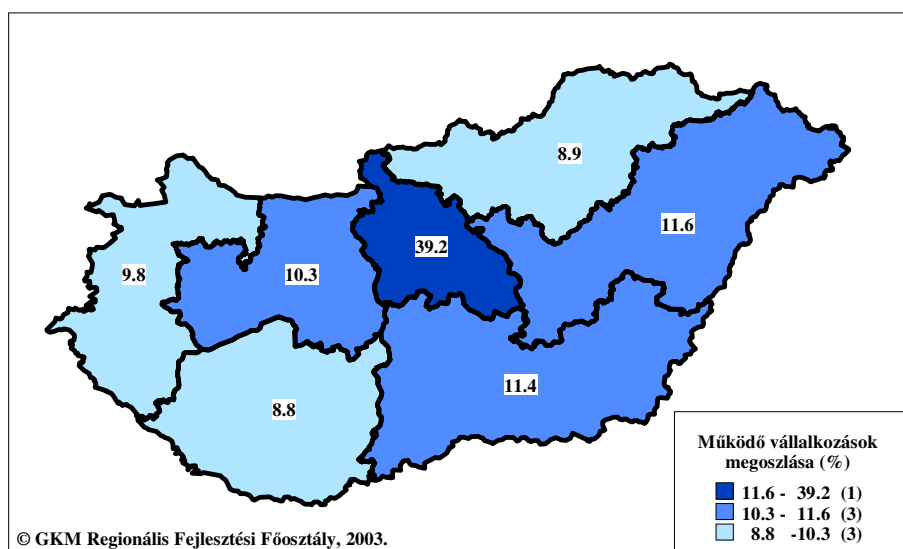 8.9
11.6
39.2
9.8
10.3
11.4
8.8
Működő vállalkozások
megoszlása (%)
11.6 - 39.2 (1)
10.3 - 11.6 (3)
8.8 -10.3 (3)
© GKM Regionális Fejlesztési Főosztály, 2003.